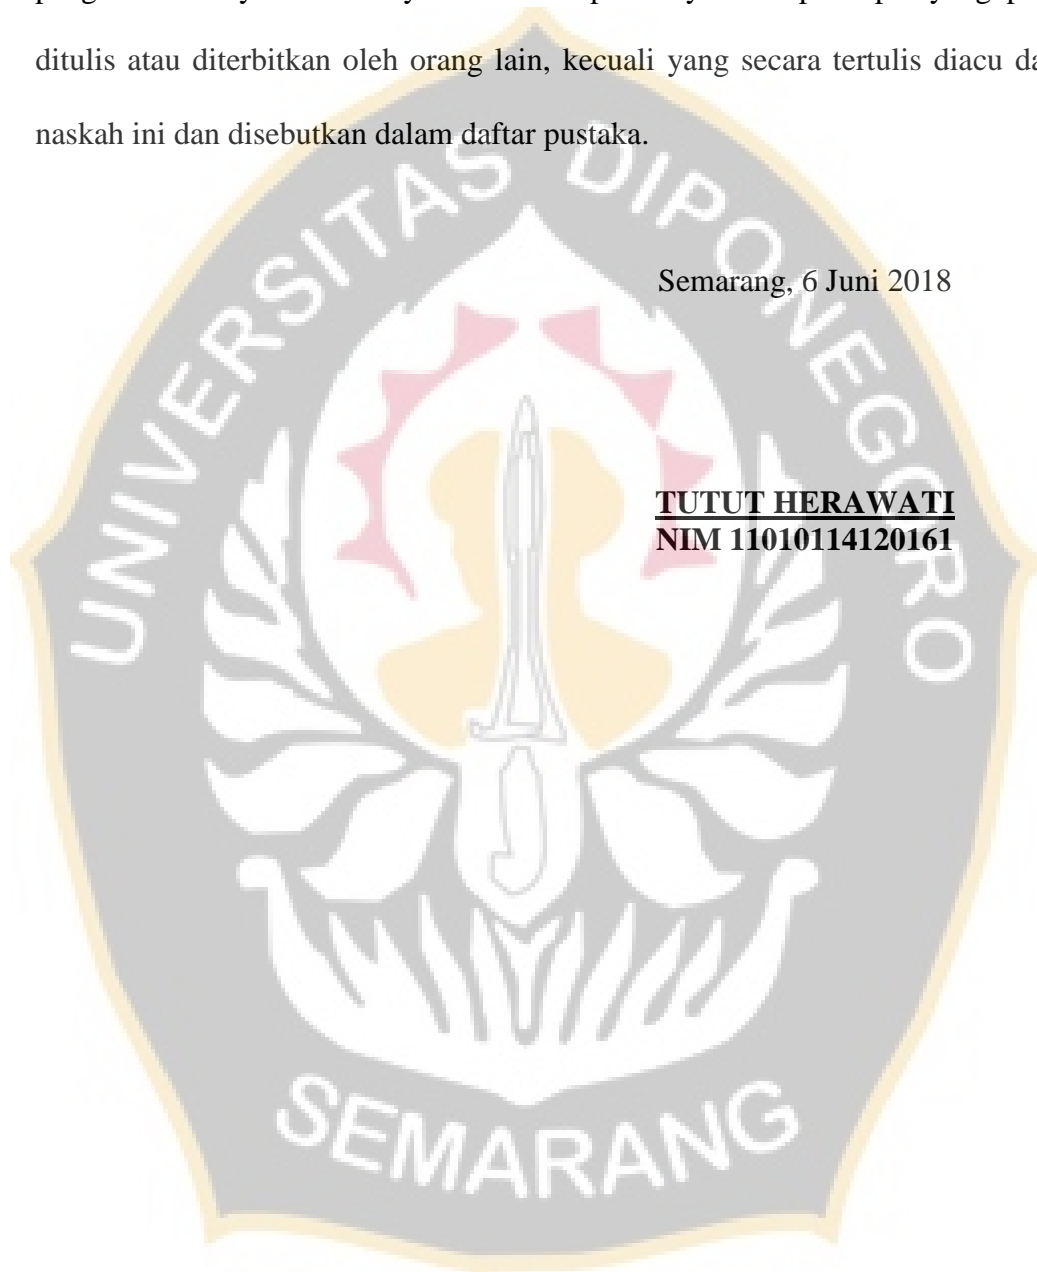 ditulis atau diterbitkan oleh orang lain, kecuali yang secara tertulis diacu
naskah ini dan disebutkan dalam daftar pustaka.
Semarang, 6 Juni 2018
TUTUT HERAWATI
NIM 11010114120161
UNIVERSITAS DIPONEGORO
SEMARANG